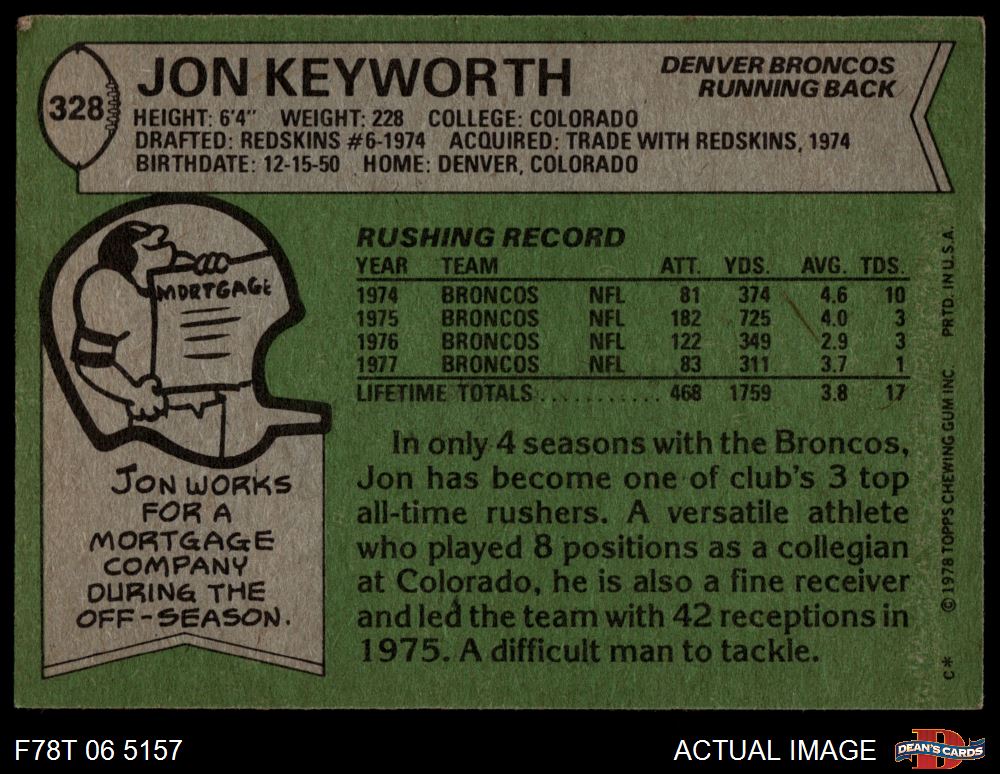 328
JON KEYWORTH
DENVER BRONCOS
RUNNING BACK
HEIGHT: 6'4" WEIGHT: 228 COLLEGE: COLORADO
DRAFTED: REDSKINS #6-1974 ACQUIRED: TRADE WITH REDSKINS, 1974
BIRTHDATE: 12-15-50 HOME: DENVER, COLORADO
MORTGAGE
JON WORKS
FOR A
MORTGAGE
COMPANY
DURING THE
OFF-SEASON.
RUSHING RECORD
YEAR TEAM ATT. YDS. AVG. TDS.
1974 BRONCOS NFL 81 374 4.6 10
1975 BRONCOS NFL 182 725 4.0 3
1976 BRONCOS NFL 122 349 2.9 3
1977 BRONCOS NFL 83 311 3.7 1
LIFETIME TOTALS........... 468 1759 3.8 17
In only 4 seasons with the Broncos,
Jon has become one of club's 3 top
all-time rushers. A versatile athlete
who played 8 positions as a collegian
at Colorado, he is also a fine receiver
and led the team with 42 receptions in
1975. A difficult man to tackle.
C* © 1978 TOPPS CHEWING GUM INC. PRTD. IN U.S.A.
F78T 06 5157
ACTUAL IMAGE
D
DEAN'S CARDS